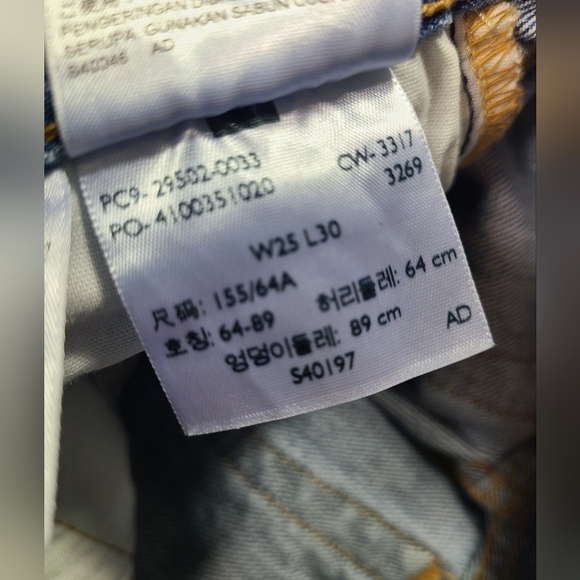 PENGERINGAN
SERUPA. GUNAKAN SABUN
S40046 AD
PC9- 29502-0033 CW- 3317
PO- 4100351020 3269
W25 L30
尺码: 155/64A
호칭: 64-89 허리둘레: 64 cm
엉덩이둘레: 89 cm
S40197 AD